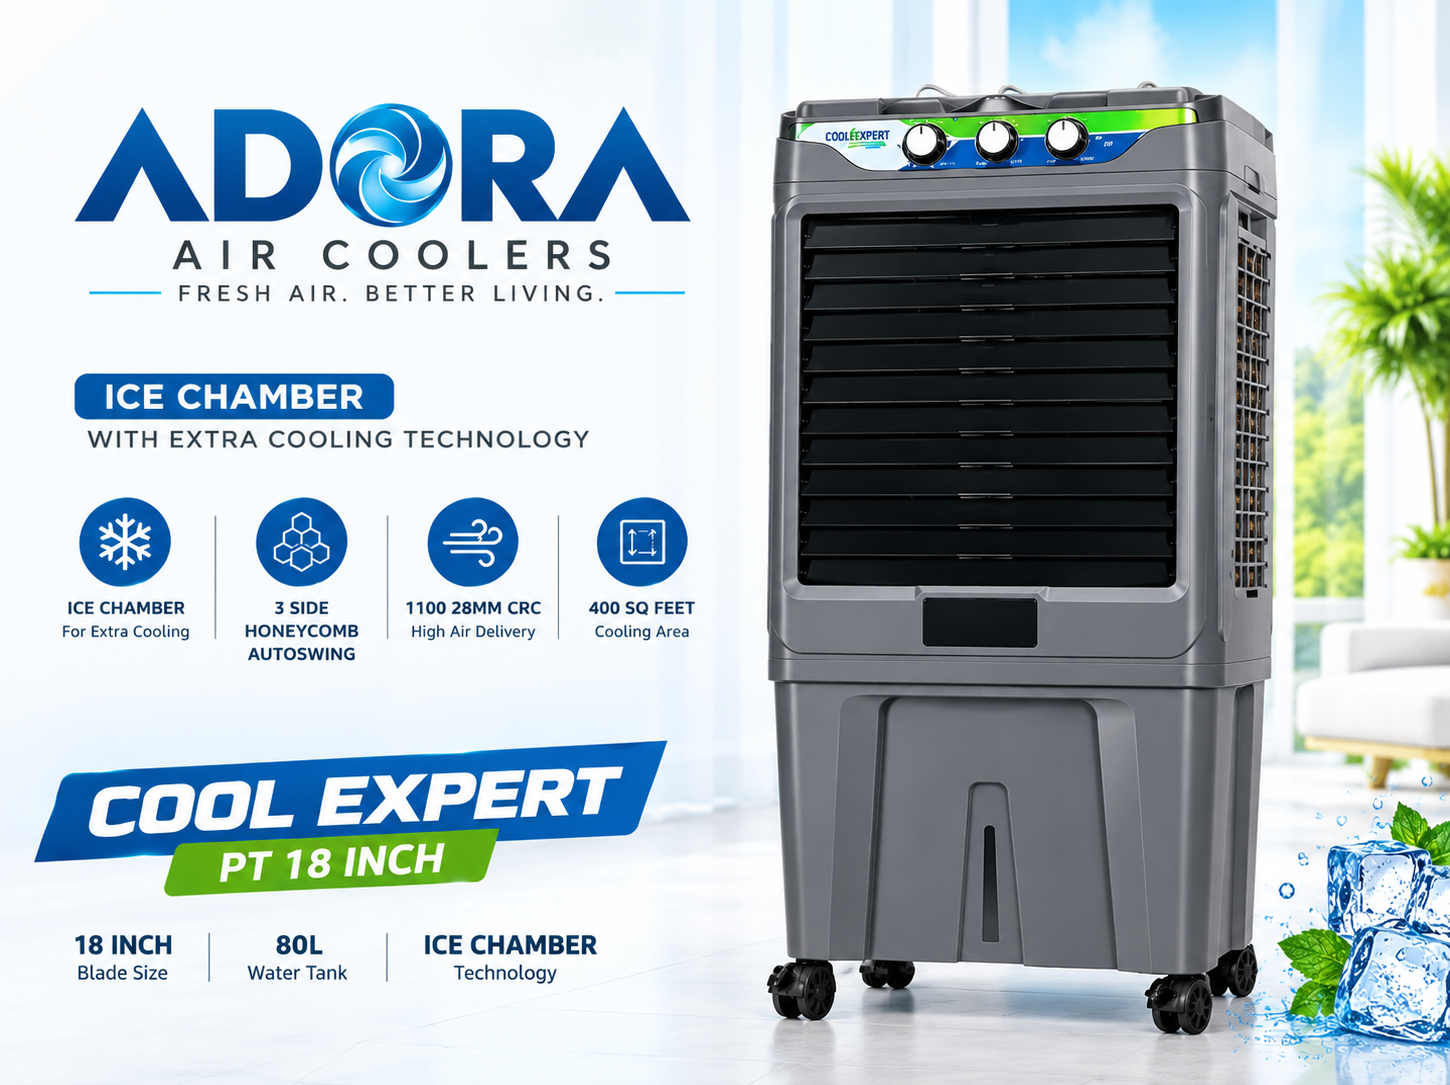 ADORA
AIR COOLERS
FRESH AIR. BETTER LIVING.
ICE CHAMBER
WITH EXTRA COOLING TECHNOLOGY
ICE CHAMBER
For Extra Cooling
3 SIDE
HONEYCOMB
AUTOSWING
1100 28MM CRC
High Air Delivery
400 SQ FEET
Cooling Area
COOL EXPERT
PT 18 INCH
18 INCH
Blade Size
80L
Water Tank
ICE CHAMBER
Technology